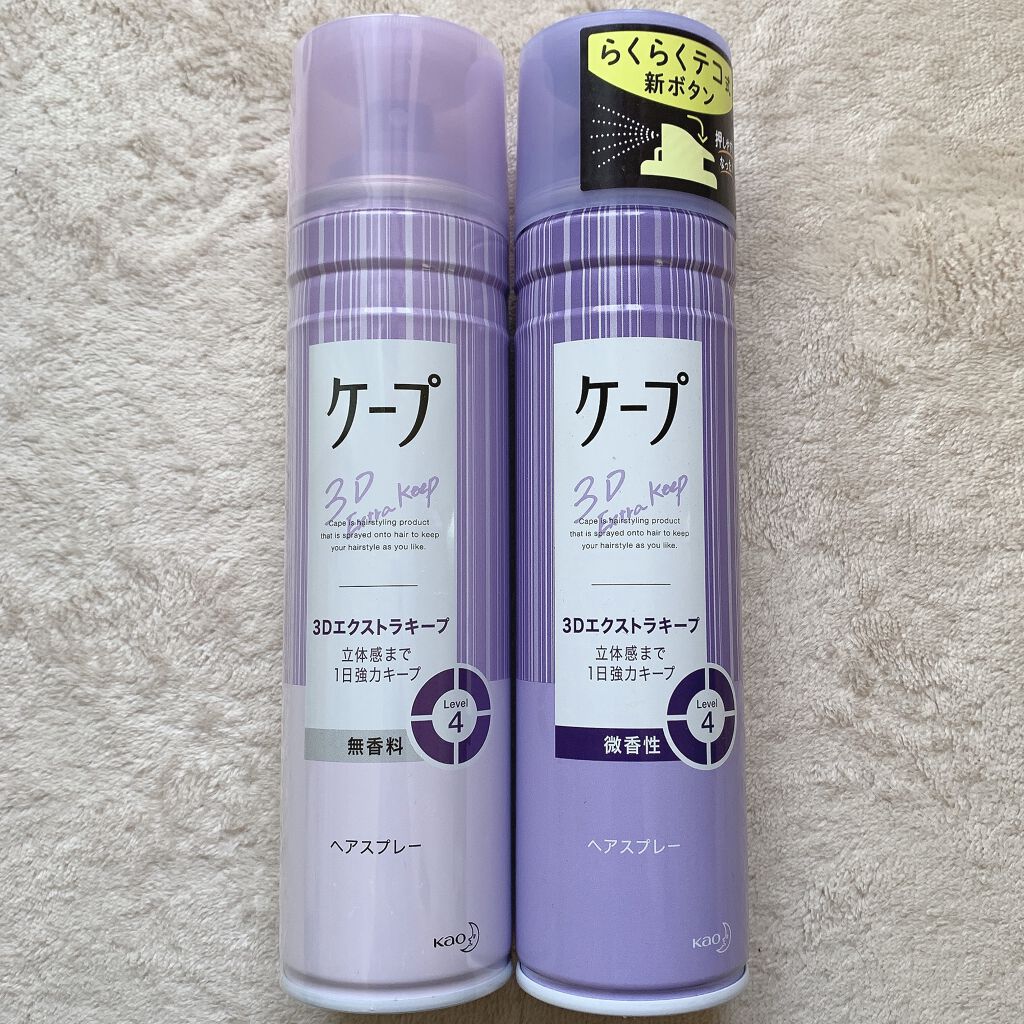 らくらくテコ式
新ボタン
ケープ
3D
Extra Keep
Cape is hairstyling product
that is sprayed onto hair to keep
your hairstyle as you like.
3Dエクストラキープ
立体感まで
1日強力キープ
Level
4
無香料
ヘアスプレー
Kao
ケープ
3D
Extra Keep
Cape is hairstyling product
that is sprayed onto hair to keep
your hairstyle as you like.
3Dエクストラキープ
立体感まで
1日強力キープ
Level
4
微香性
ヘアスプレー
Kao